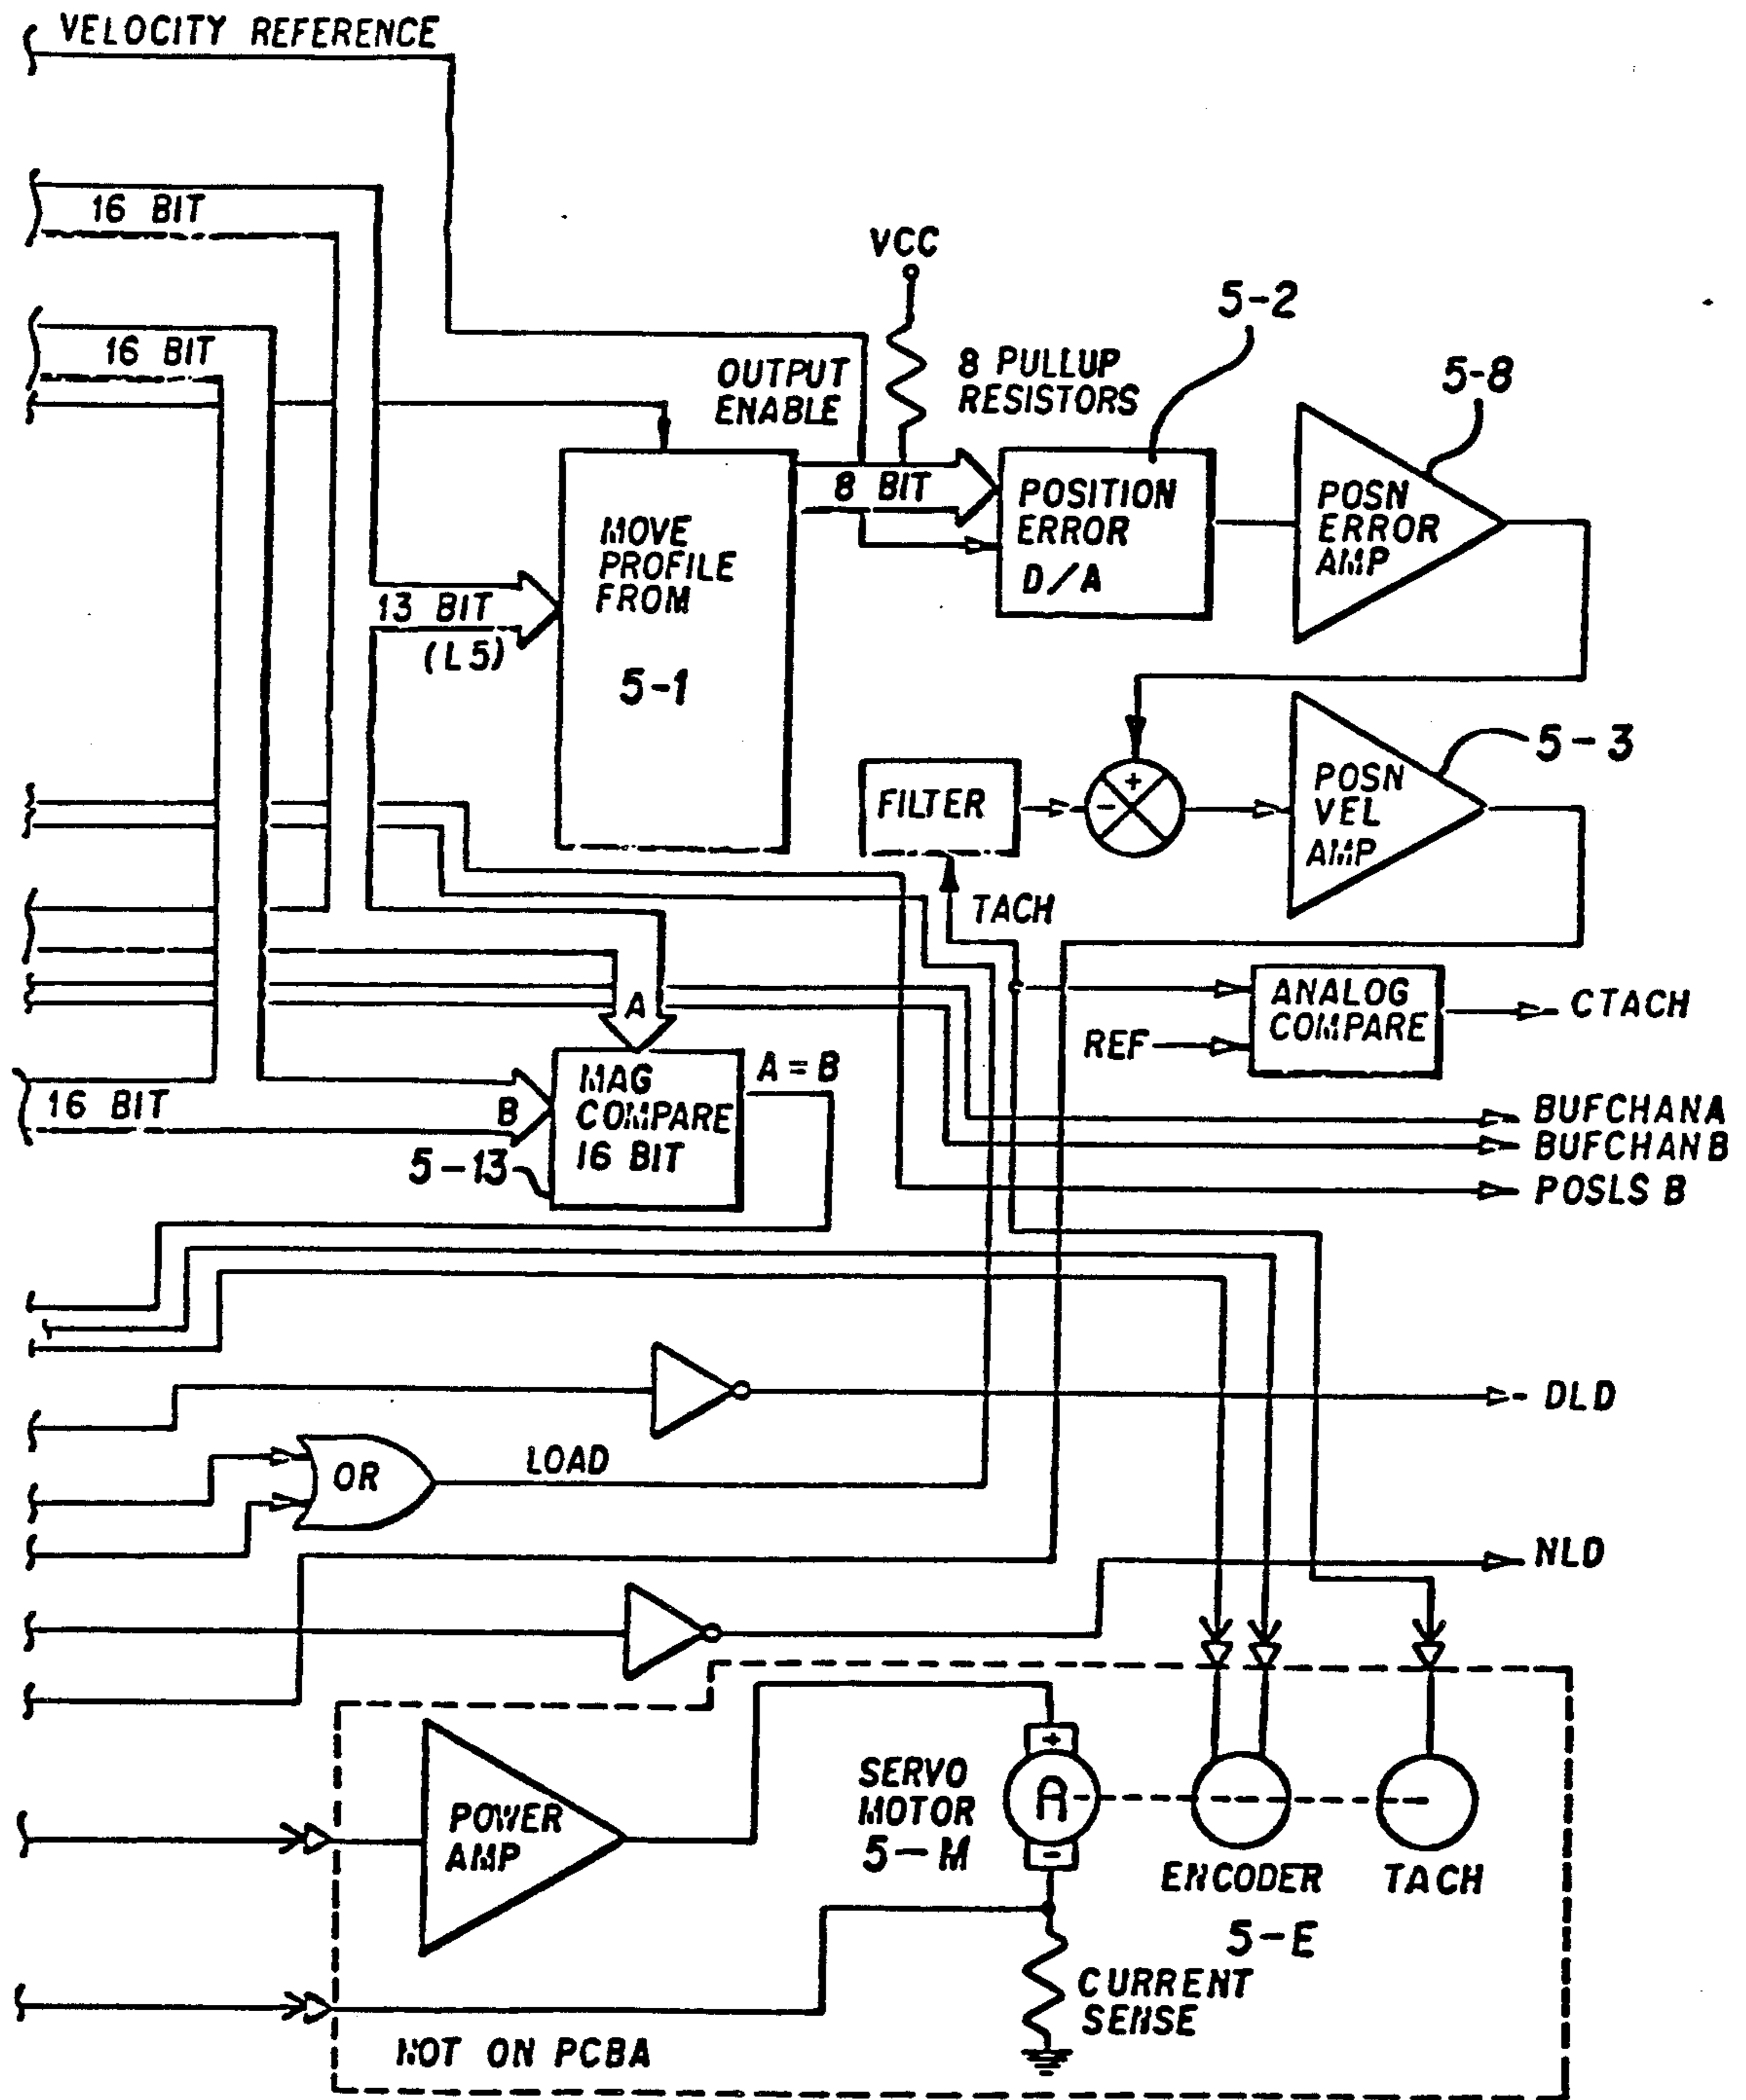 VELOCITY REFERENCE
16 BIT
VCC
5-2
16 BIT
OUTPUT
ENABLE
8 PULLUP
RESISTORS
5-8
8 BIT
POSITION
ERROR
D/A
POSN
ERROR
AMP
MOVE
PROFILE
FROM
5-1
13 BIT
(L5)
5-3
FILTER
-
+
POSN
VEL
AMP
TACH
A
ANALOG
COMPARE
CTACH
REF
MAG
COMPARE
16 BIT
A = B
16 BIT
B
5-13
BUFCHANA
BUFCHAN B
POSLS B
DLD
OR
LOAD
NLD
POWER
AMP
SERVO
MOTOR
5-M
+
A
-
ENCODER
5-E
TACH
CURRENT
SENSE
NOT ON PCBA